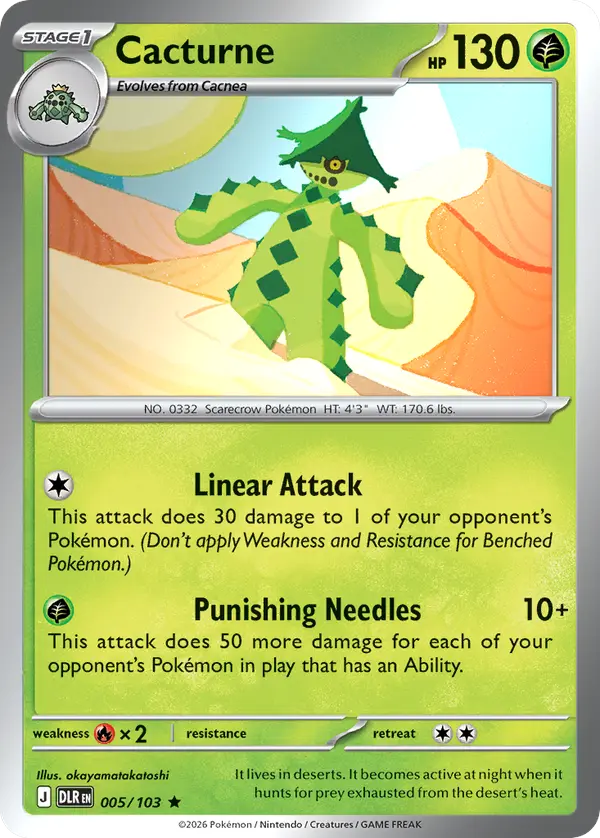 STAGE 1
Cacturne
HP 130
Evolves from Cacnea
NO. 0332 Scarecrow Pokémon HT: 4'3" WT: 170.6 lbs.
Linear Attack
This attack does 30 damage to 1 of your opponent's
Pokémon. (Don't apply Weakness and Resistance for Benched
Pokémon.)
Punishing Needles 10+
This attack does 50 more damage for each of your
opponent's Pokémon in play that has an Ability.
weakness ×2 resistance retreat
Illus. okayamatakatoshi
It lives in deserts. It becomes active at night when it
hunts for prey exhausted from the desert's heat.
J DLR EN 005/103 ★
©2026 Pokémon / Nintendo / Creatures / GAME FREAK